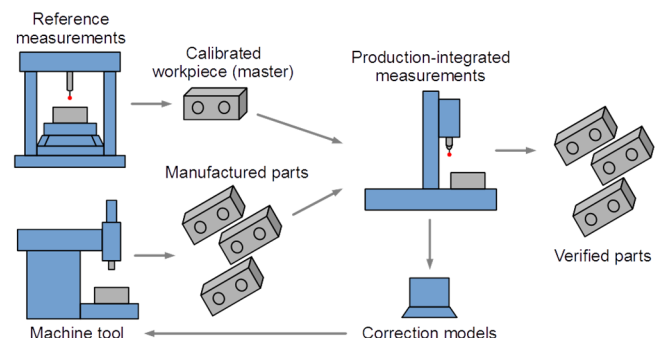 Reference
measurements
Calibrated
workpiece (master)
Production-integrated
measurements
Manufactured parts
Verified parts
Machine tool
Correction models